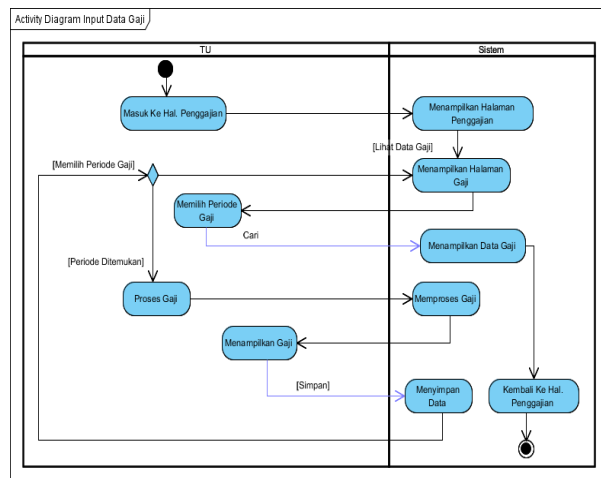 Activity Diagram Input Data Gaji
TU
Sistem
Masuk Ke Hal. Penggajian
Menampilkan Halaman
Penggajian
[Lihat Data Gaji]
[Memilih Periode Gaji]
Menampilkan Halaman
Gaji
Memilih Periode
Gaji
Cari
Menampilkan Data Gaji
[Periode Ditemukan]
Proses Gaji
Memproses Gaji
Menampilkan Gaji
[Simpan]
Menyimpan
Data
Kembali Ke Hal.
Penggajian